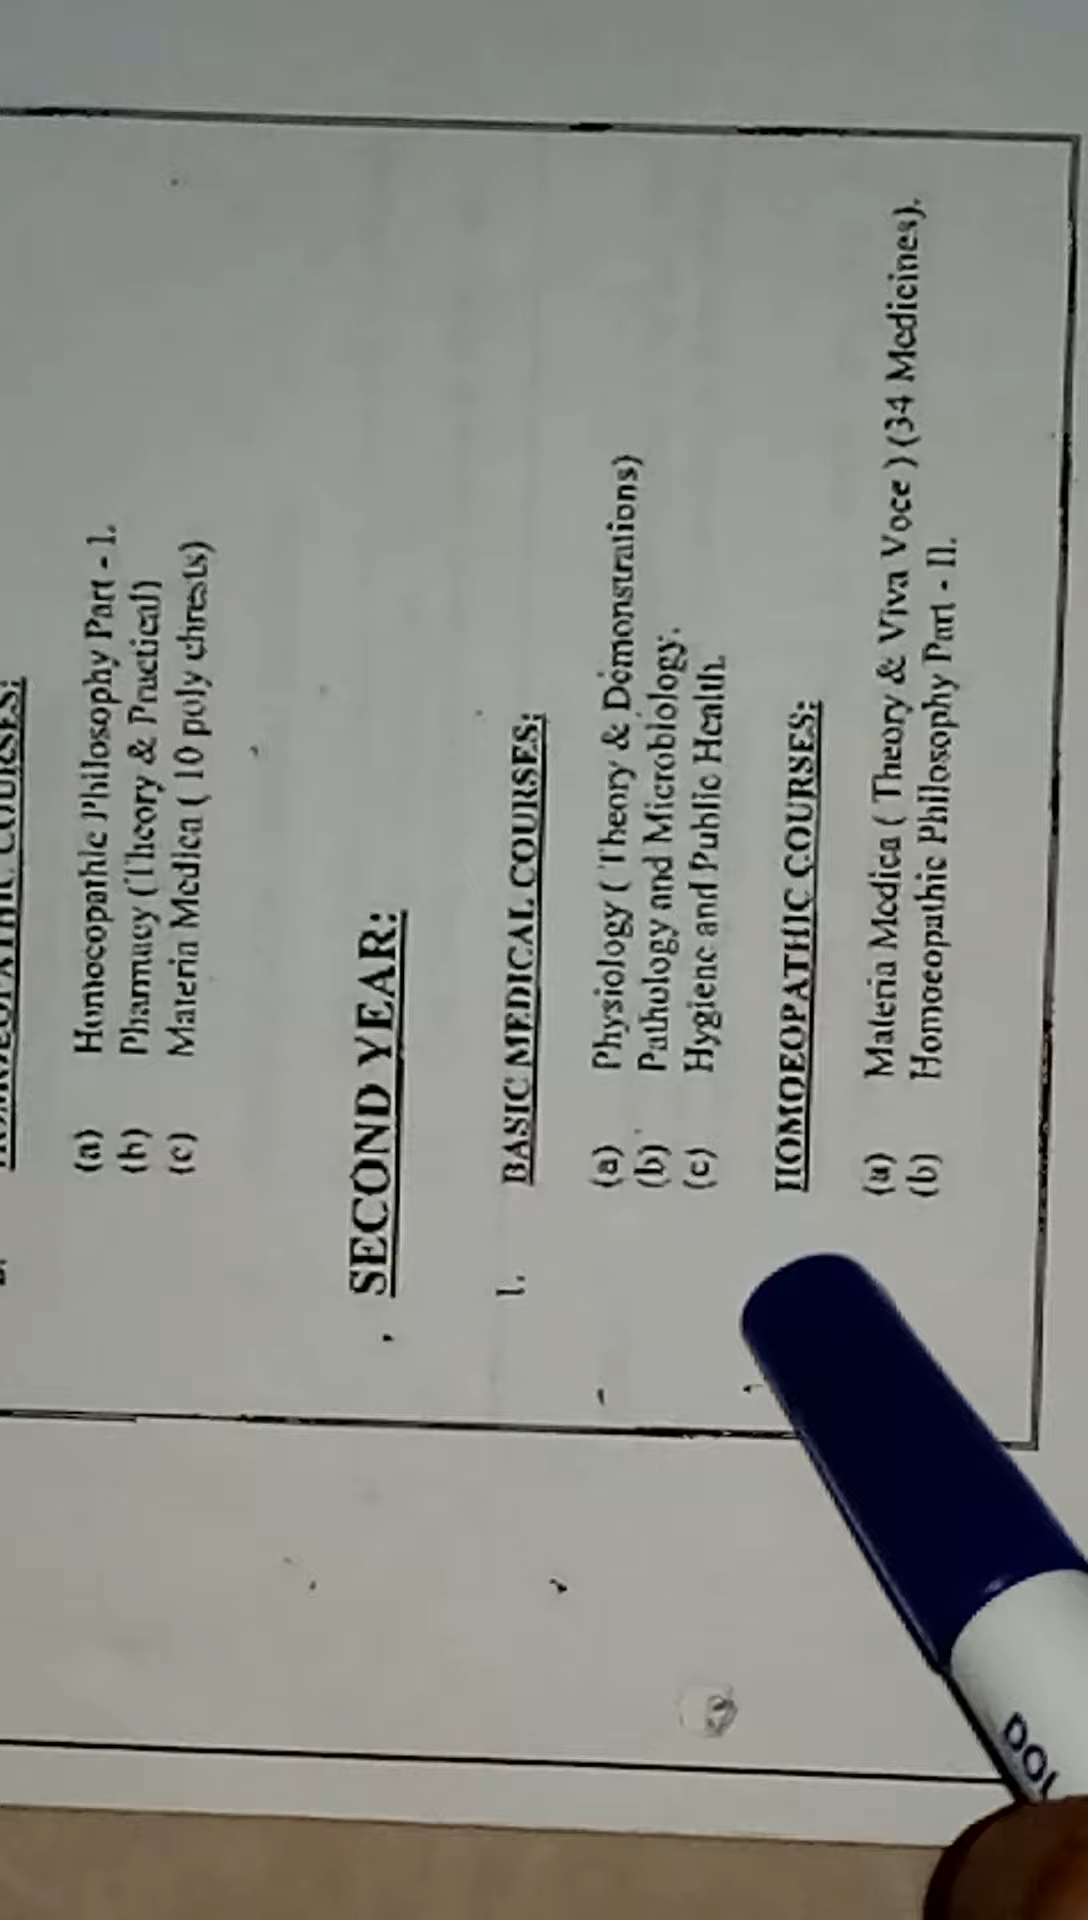 HOMOEOPATHIC COURSES:
(a) Homoeopathic Philosophy Part - I.
(b) Pharmacy (Theory & Practical)
(c) Materia Medica ( 10 poly chrests)
SECOND YEAR:
1. BASIC MEDICAL COURSES:
(a) Physiology ( Theory & Demonstrations)
(b) Pathology and Microbiology.
(c) Hygiene and Public Health.
HOMOEOPATHIC COURSES:
(a) Materia Medica ( Theory & Viva Voce ) (34 Medicines).
(b) Homoeopathic Philosophy Part - II.